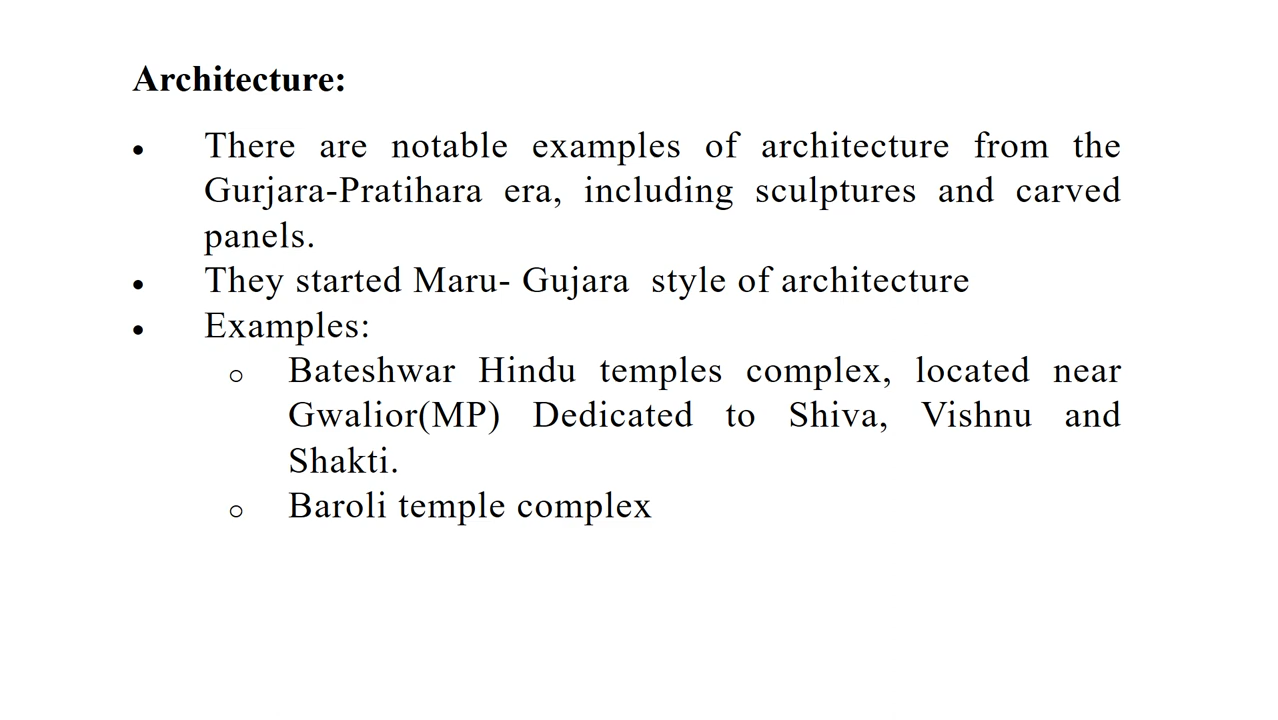 Architecture:
• There are notable examples of architecture from the
Gurjara-Pratihara era, including sculptures and carved
panels.
• They started Maru- Gujara  style of architecture
• Examples:
o Bateshwar Hindu temples complex, located near
Gwalior(MP) Dedicated to Shiva, Vishnu and
Shakti.
o Baroli temple complex